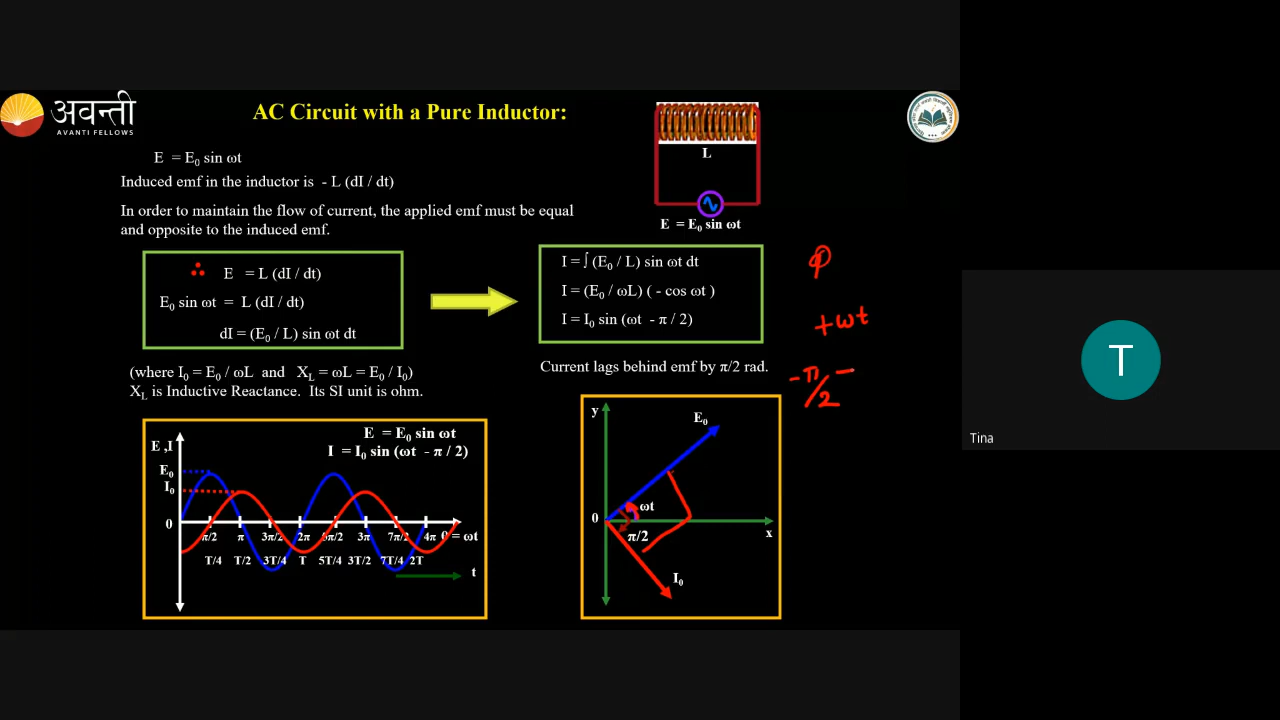 अवन्ती
AVANTI FELLOWS
AC Circuit with a Pure Inductor:
E = E₀ sin ωt
Induced emf in the inductor is - L (dI / dt)
In order to maintain the flow of current, the applied emf must be equal
and opposite to the induced emf.
L
E = E₀ sin ωt
∴ E = L (dI / dt)
E₀ sin ωt = L (dI / dt)
dI = (E₀ / L) sin ωt dt
I = ∫ (E₀ / L) sin ωt dt
I = (E₀ / ωL) ( - cos ωt )
I = I₀ sin (ωt - π / 2)
φ
+ωt
-π/2 -
(where I₀ = E₀ / ωL and X_L = ωL = E₀ / I₀)
X_L is Inductive Reactance. Its SI unit is ohm.
Current lags behind emf by π/2 rad.
E = E₀ sin ωt
I = I₀ sin (ωt - π / 2)
E ,I
E₀
I₀
0
π/2 π 3π/2 2π 5π/2 3π 7π/2 4π θ = ωt
T/4 T/2 3T/4 T 5T/4 3T/2 7T/4 2T
t
y
E₀
ωt
0
π/2
x
I₀
T
Tina